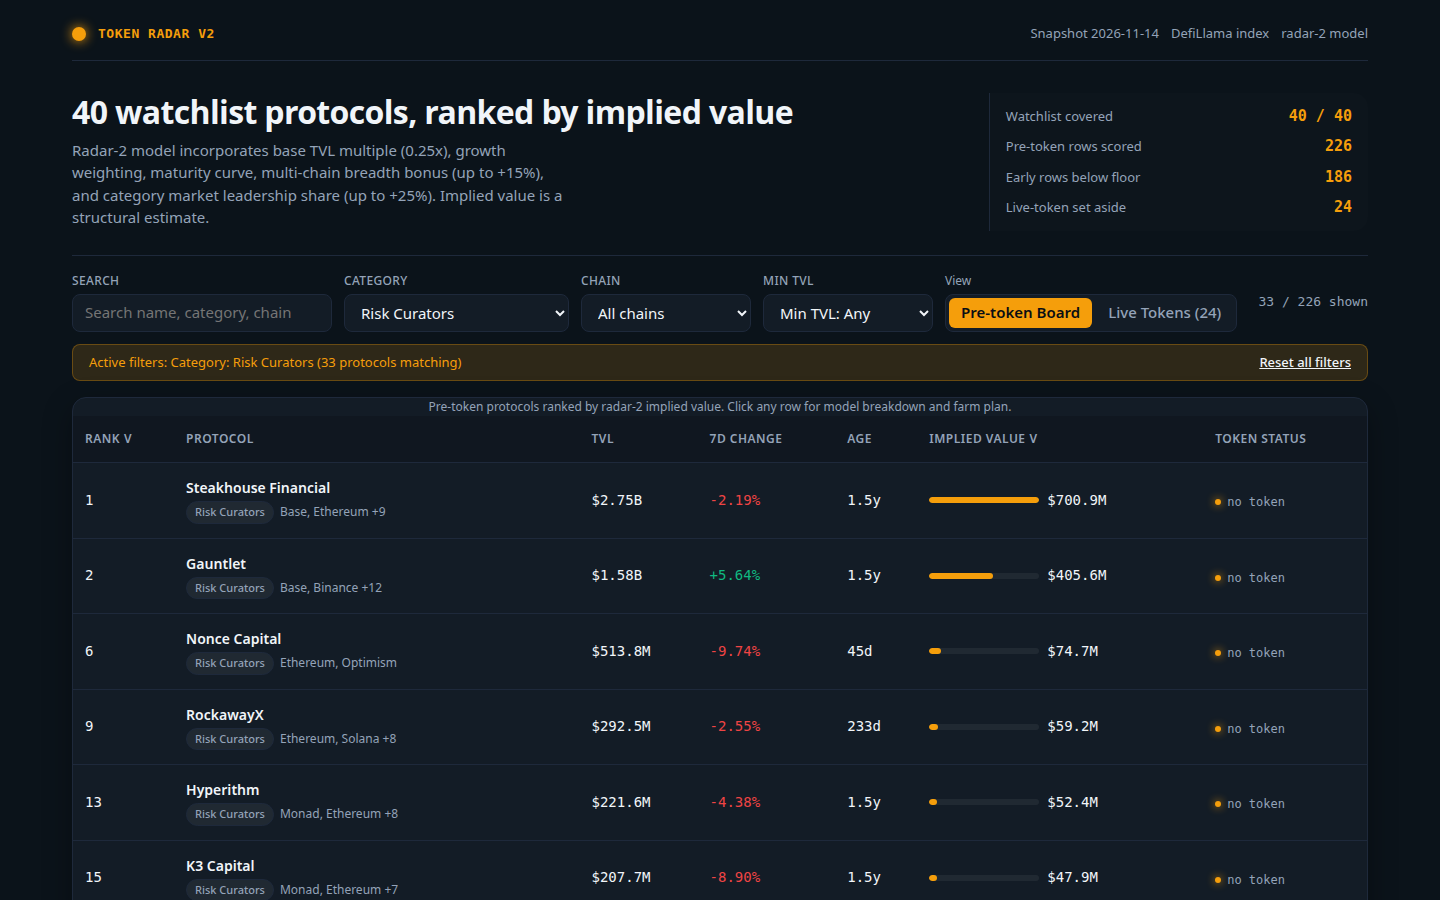 TOKEN RADAR V2
Snapshot 2026-11-14 DefiLlama index radar-2 model
40 watchlist protocols, ranked by implied value
Radar-2 model incorporates base TVL multiple (0.25x), growth
weighting, maturity curve, multi-chain breadth bonus (up to +15%),
and category market leadership share (up to +25%). Implied value is a
structural estimate.
Watchlist covered 40 / 40
Pre-token rows scored 226
Early rows below floor 186
Live-token set aside 24
SEARCH CATEGORY CHAIN MIN TVL View
Search name, category, chain Risk Curators All chains Min TVL: Any Pre-token Board Live Tokens (24) 33 / 226 shown
Active filters: Category: Risk Curators (33 protocols matching) Reset all filters
Pre-token protocols ranked by radar-2 implied value. Click any row for model breakdown and farm plan.
RANK V PROTOCOL TVL 7D CHANGE AGE IMPLIED VALUE V TOKEN STATUS
Steakhouse Financial
1 $2.75B -2.19% 1.5y $700.9M no token
Risk Curators Base, Ethereum +9
Gauntlet
2 $1.58B +5.64% 1.5y $405.6M no token
Risk Curators Base, Binance +12
Nonce Capital
6 $513.8M -9.74% 45d $74.7M no token
Risk Curators Ethereum, Optimism
RockawayX
9 $292.5M -2.55% 233d $59.2M no token
Risk Curators Ethereum, Solana +8
Hyperithm
13 $221.6M -4.38% 1.5y $52.4M no token
Risk Curators Monad, Ethereum +8
K3 Capital
15 $207.7M -8.90% 1.5y $47.9M no token
Risk Curators Monad, Ethereum +7